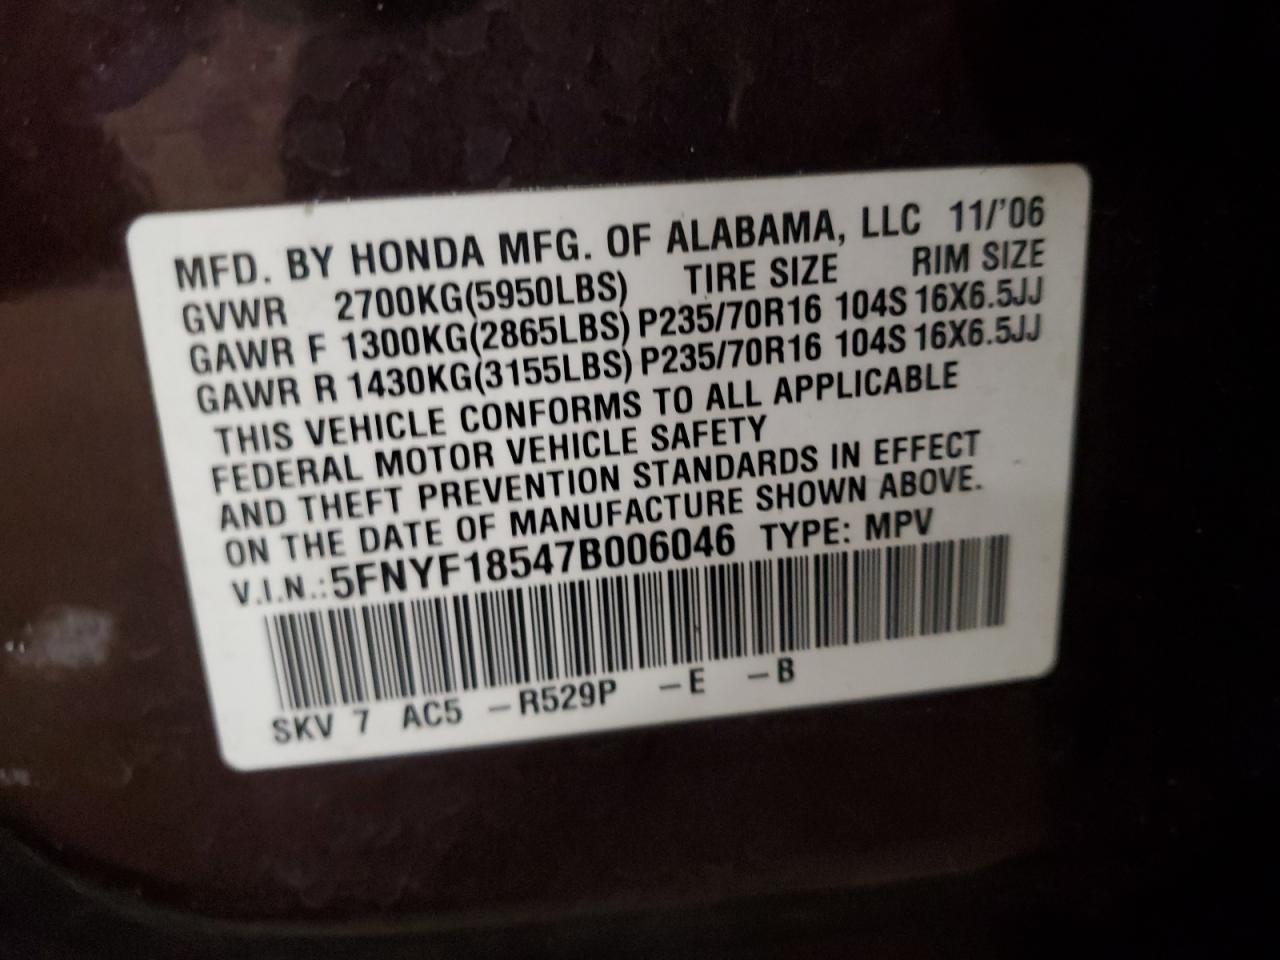 MFD. BY HONDA MFG. OF ALABAMA, LLC 11/'06
GVWR 2700KG(5950LBS) TIRE SIZE RIM SIZE
GAWR F 1300KG(2865LBS) P235/70R16 104S 16X6.5JJ
GAWR R 1430KG(3155LBS) P235/70R16 104S 16X6.5JJ
THIS VEHICLE CONFORMS TO ALL APPLICABLE
FEDERAL MOTOR VEHICLE SAFETY
AND THEFT PREVENTION STANDARDS IN EFFECT
ON THE DATE OF MANUFACTURE SHOWN ABOVE.
V.I.N.: 5FNYF18547B006046 TYPE: MPV
SKV 7 AC5 –R529P –E –B